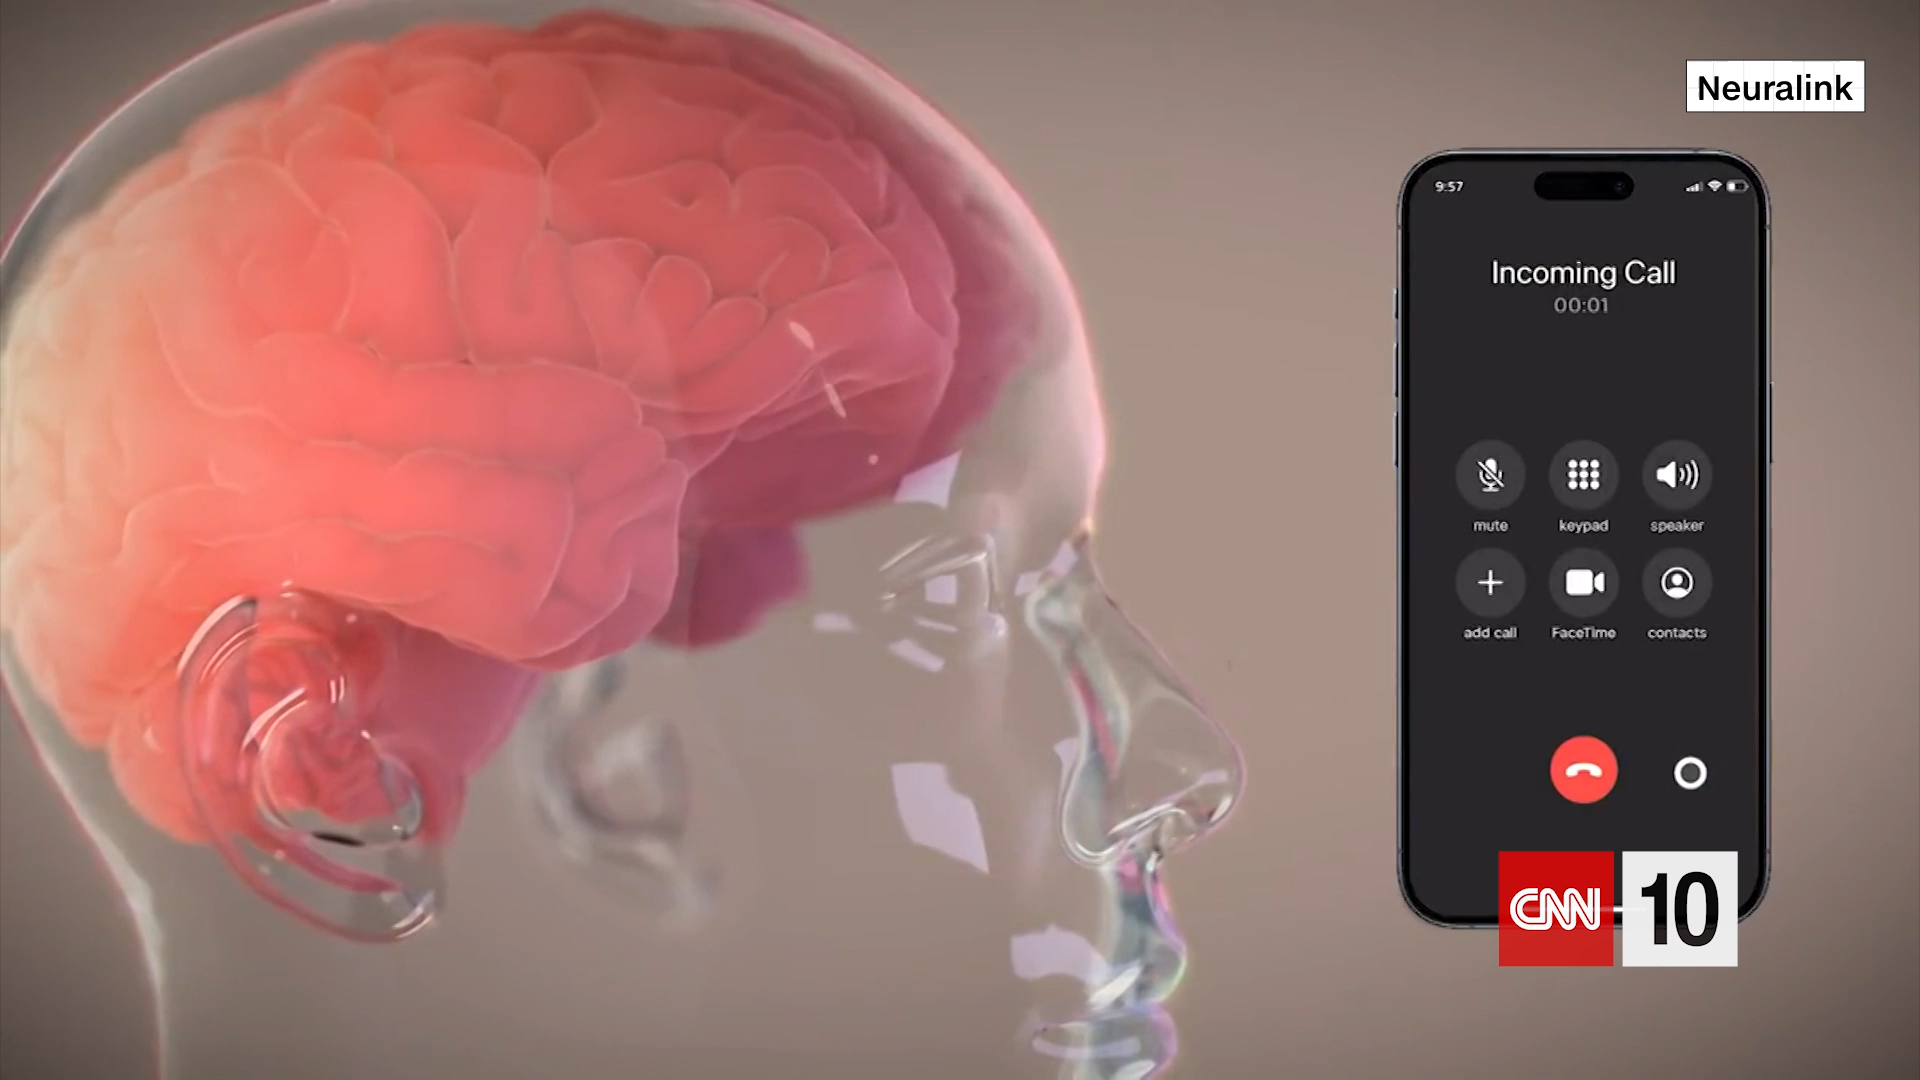 Neuralink
9:57
Incoming Call
00:01
mute
keypad
speaker
add call
FaceTime
contacts
CNN 10